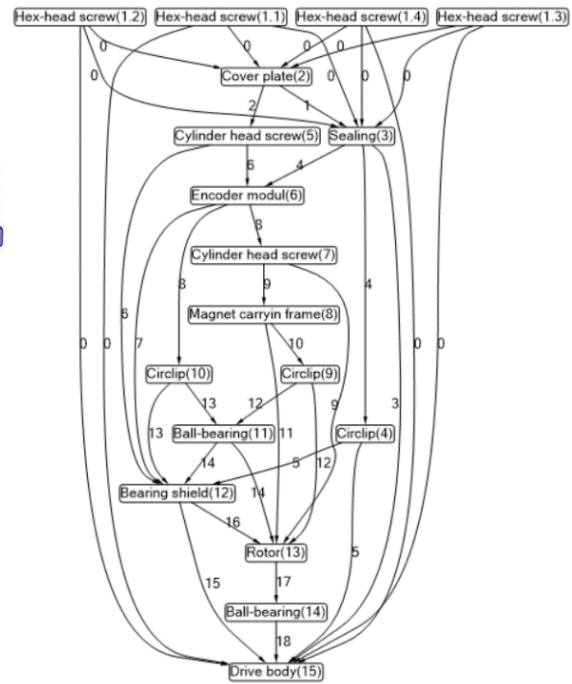 Hex-head screw(1.2) Hex-head screw(1.1) Hex-head screw(1.4) Hex-head screw(1.3)
0 0 0 0
Cover plate(2)
0 0 0 0
2 1
Cylinder head screw(5) Sealing(3)
6 4
Encoder modul(6)
8
Cylinder head screw(7)
8 9 4
Magnet carryin frame(8)
6 7
0 0 10 0 0
Circlip(10) Circlip(9)
13 12 9 3
13 Ball-bearing(11) 11 Circlip(4)
14 5 12
Bearing shield(12) 14
16
Rotor(13) 5
15 17
Ball-bearing(14)
18
Drive body(15)